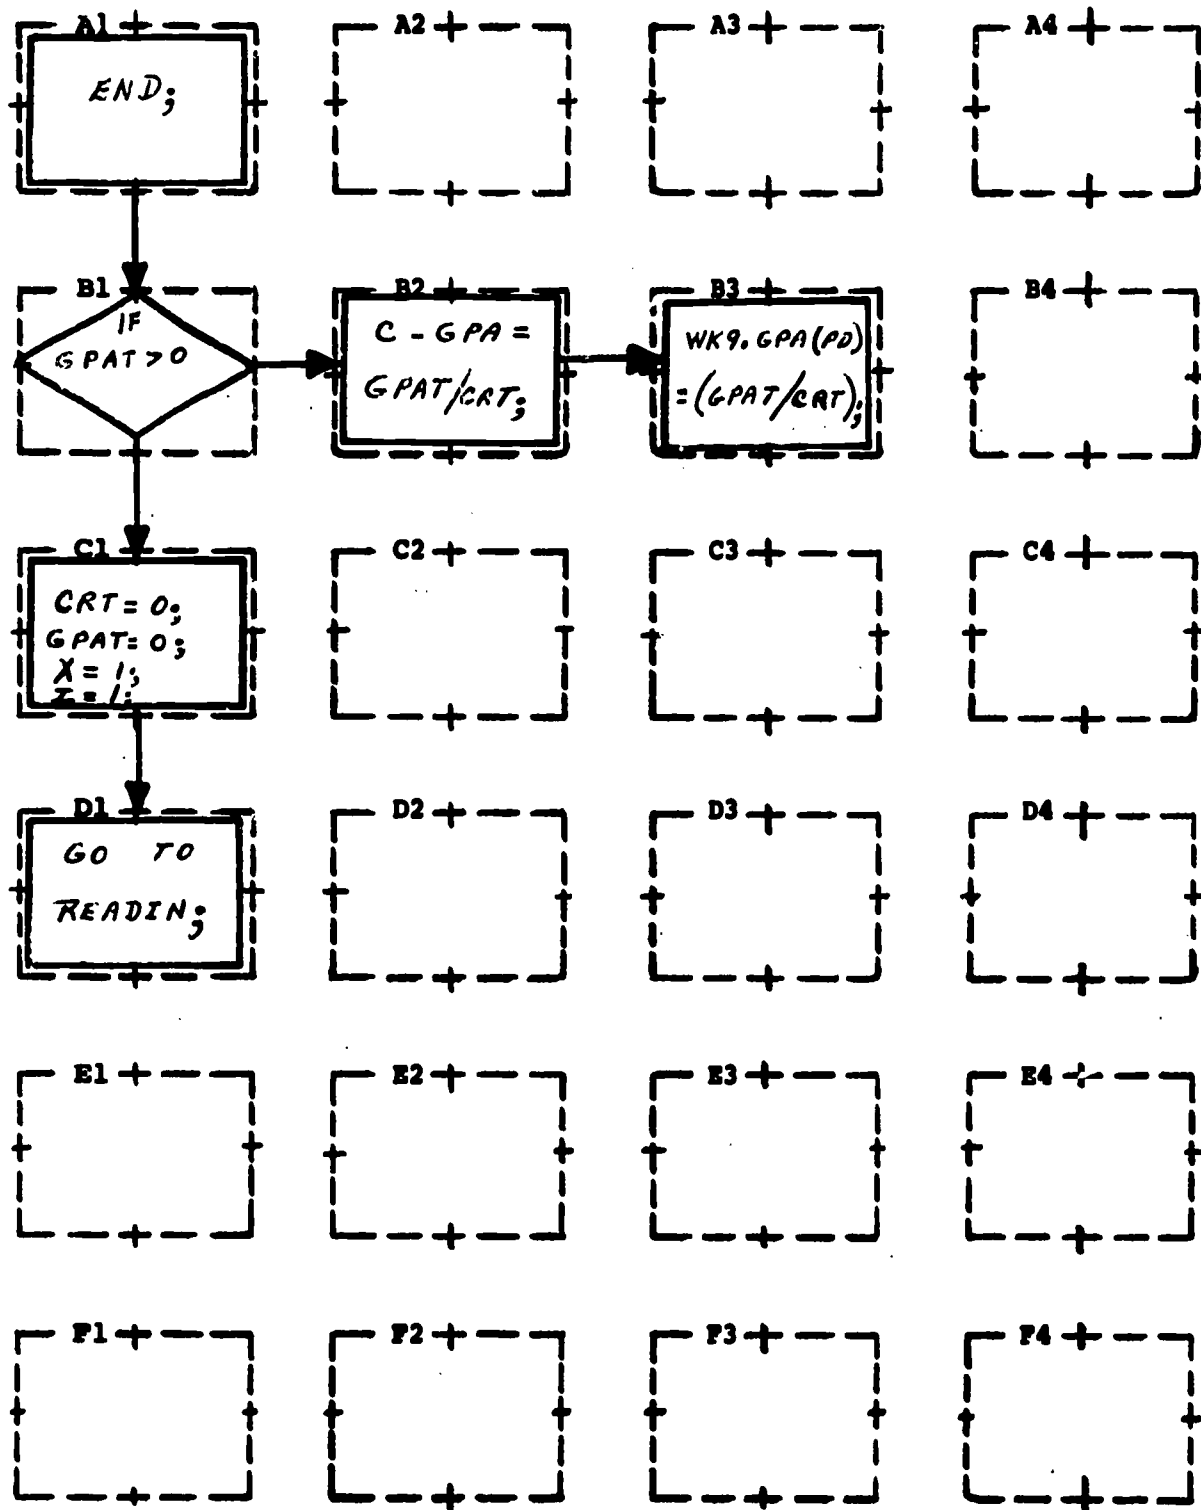 A1 A2 A3 A4
END;
B1 B2 B3 B4
IF
GPAT > 0
C - GPA =
GPAT/CRT;
WK9.GPA(PD)
= (GPAT/CRT);
C1 C2 C3 C4
CRT = 0;
GPAT = 0;
X = 1;
I = 1;
D1 D2 D3 D4
GO TO
READIN;
E1 E2 E3 E4
F1 F2 F3 F4